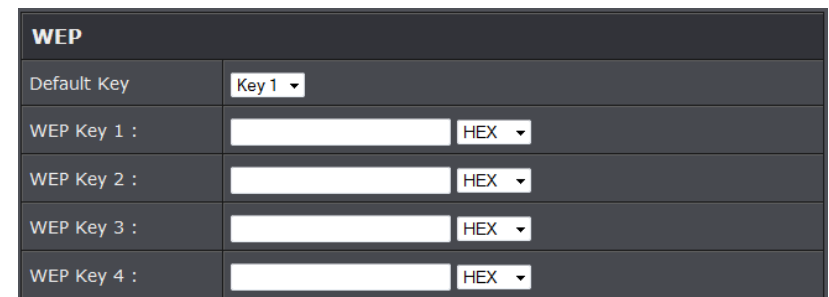 WEP
Default Key Key 1
WEP Key 1 : HEX
WEP Key 2 : HEX
WEP Key 3 : HEX
WEP Key 4 : HEX